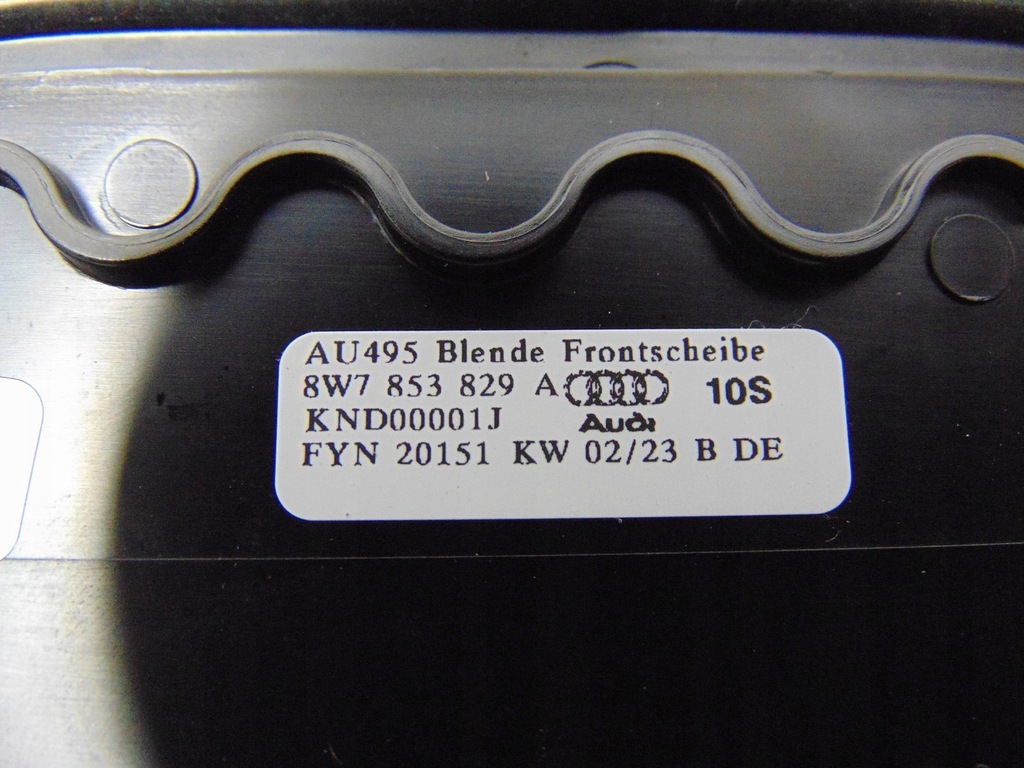 AU495 Blende Frontscheibe
8W7 853 829 A 10S
KND00001J Audi
FYN 20151 KW 02/23 B DE